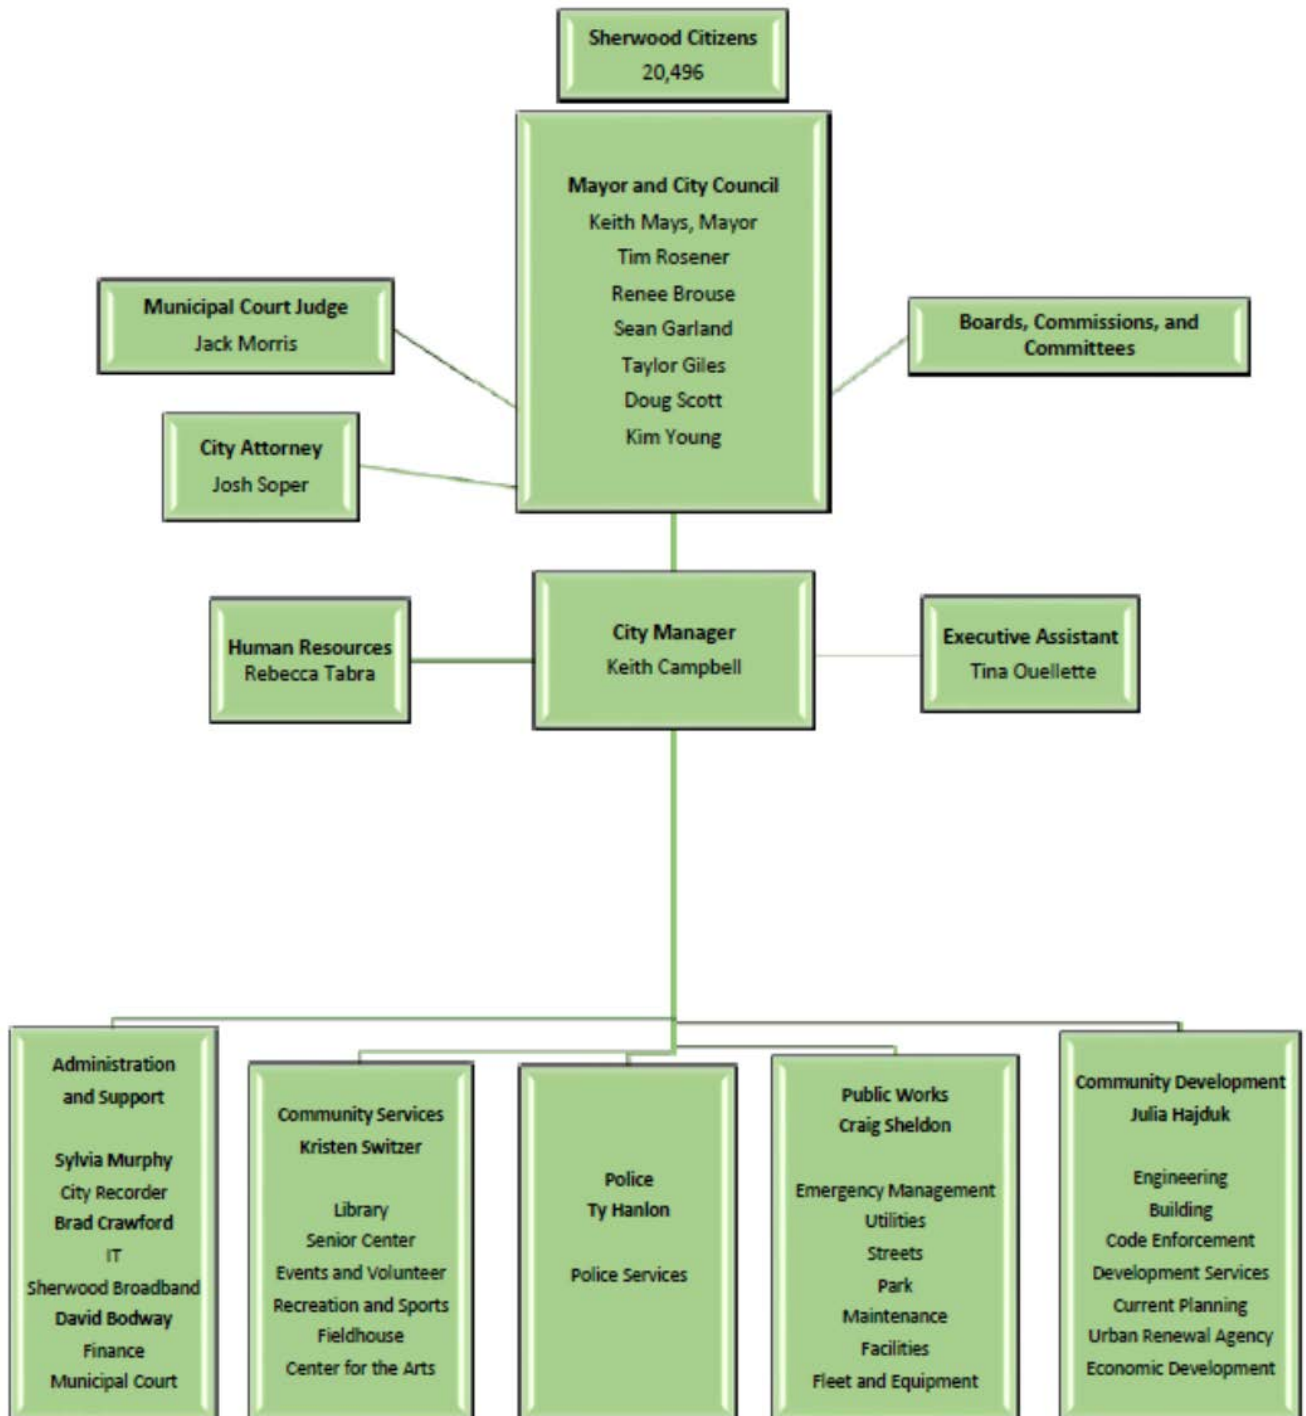 Sherwood Citizens
20,496
Mayor and City Council
Keith Mays, Mayor
Tim Rosener
Renee Brouse
Sean Garland
Taylor Giles
Doug Scott
Kim Young
Municipal Court Judge
Jack Morris
Boards, Commissions, and
Committees
City Attorney
Josh Soper
Human Resources
Rebecca Tabra
City Manager
Keith Campbell
Executive Assistant
Tina Ouellette
Administration
and Support
Sylvia Murphy
City Recorder
Brad Crawford
IT
Sherwood Broadband
David Bodway
Finance
Municipal Court
Community Services
Kristen Switzer
Library
Senior Center
Events and Volunteer
Recreation and Sports
Fieldhouse
Center for the Arts
Police
Ty Hanlon
Police Services
Public Works
Craig Sheldon
Emergency Management
Utilities
Streets
Park
Maintenance
Facilities
Fleet and Equipment
Community Development
Julia Hajduk
Engineering
Building
Code Enforcement
Development Services
Current Planning
Urban Renewal Agency
Economic Development